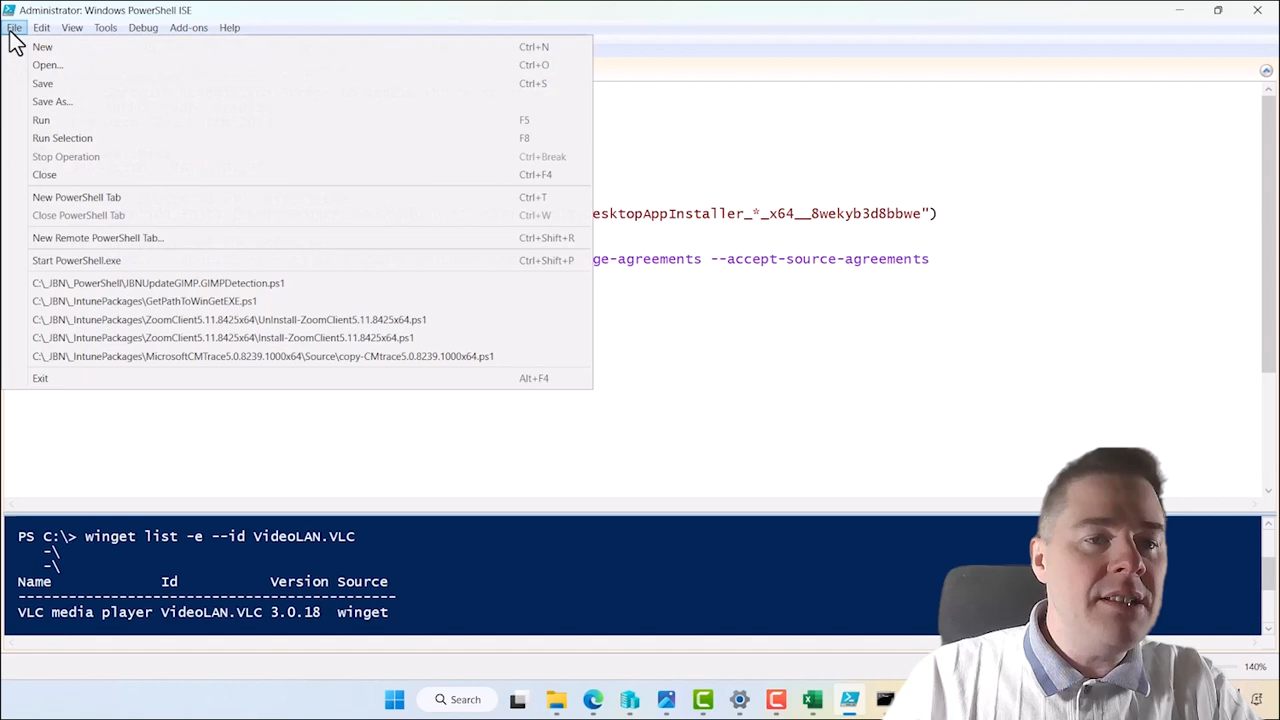 Administrator: Windows PowerShell ISE
File Edit View Tools Debug Add-ons Help
New Ctrl+N
Open... Ctrl+O
Save Ctrl+S
Save As...
Run F5
Run Selection F8
Stop Operation Ctrl+Break
Close Ctrl+F4
New PowerShell Tab Ctrl+T
Close PowerShell Tab Ctrl+W
New Remote PowerShell Tab... Ctrl+Shift+R
Start PowerShell.exe Ctrl+Shift+P
C:\_JBN\_PowerShell\JBNUpdateGIMP.GIMPDetection.ps1
C:\_JBN\_IntunePackages\GetPathToWinGetEXE.ps1
C:\_JBN\_IntunePackages\ZoomClient5.11.8425x64\UnInstall-ZoomClient5.11.8425x64.ps1
C:\_JBN\_IntunePackages\ZoomClient5.11.8425x64\Install-ZoomClient5.11.8425x64.ps1
C:\_JBN\_IntunePackages\MicrosoftCMTrace5.0.8239.1000x64\Source\copy-CMtrace5.0.8239.1000x64.ps1
Exit Alt+F4
esktopAppInstaller_*_x64__8wekyb3d8bbwe")
ge-agreements --accept-source-agreements
PS C:\> winget list -e --id VideoLAN.VLC
-\
-\
Name Id Version Source
---------------------------------------------
VLC media player VideoLAN.VLC 3.0.18 winget
140%
Search